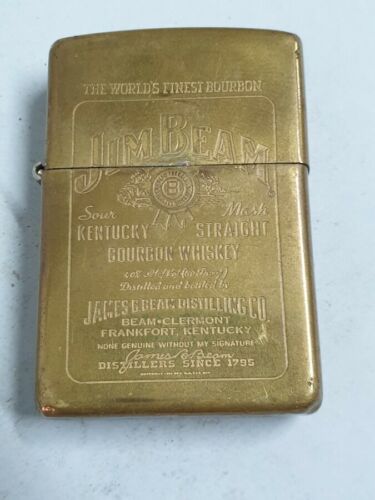 THE WORLD'S FINEST BOURBON
JIM BEAM
B
Sour Mash
KENTUCKY STRAIGHT
BOURBON WHISKEY
Distilled and bottled by
JAMES B. BEAM DISTILLING CO.
BEAM • CLERMONT
FRANKFORT, KENTUCKY
NONE GENUINE WITHOUT MY SIGNATURE
James B. Beam
DISTILLERS SINCE 1795